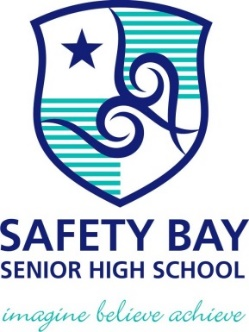 SAFETY BAY
SENIOR HIGH SCHOOL
imagine believe achieve